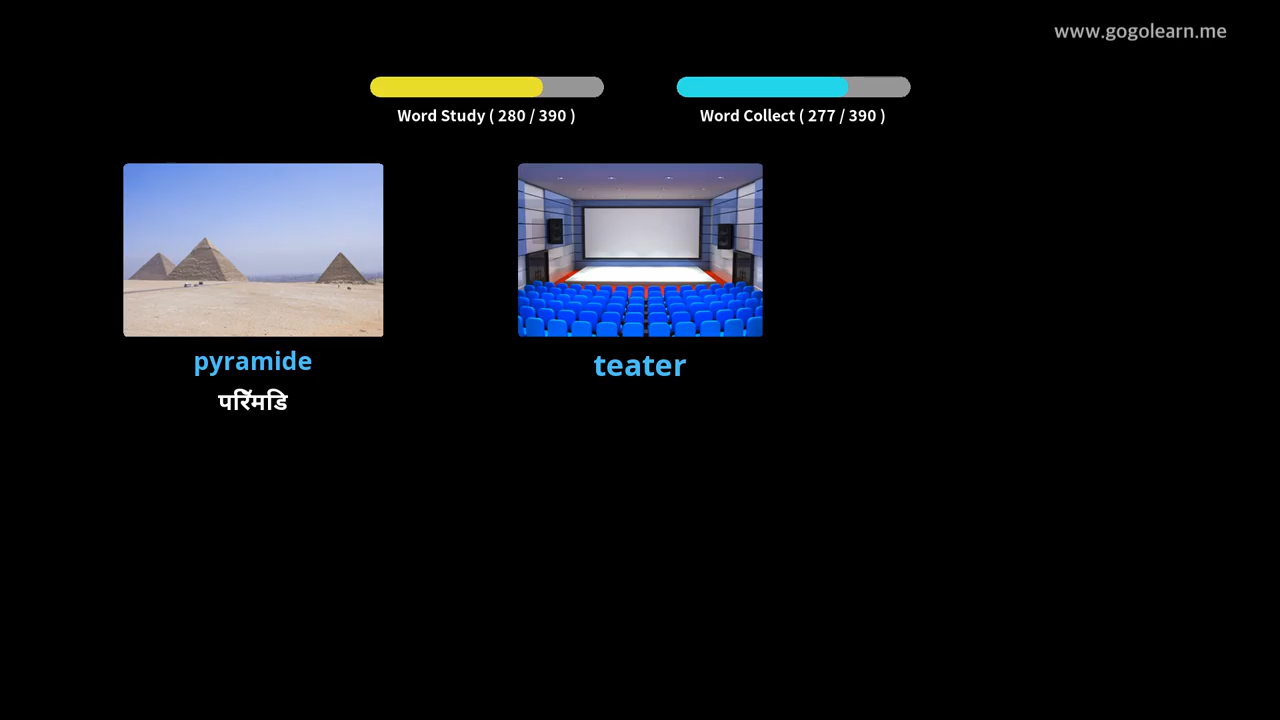 www.gogolearn.me
Word Study ( 280 / 390 )
Word Collect ( 277 / 390 )
pyramide
परिॅमडि
teater